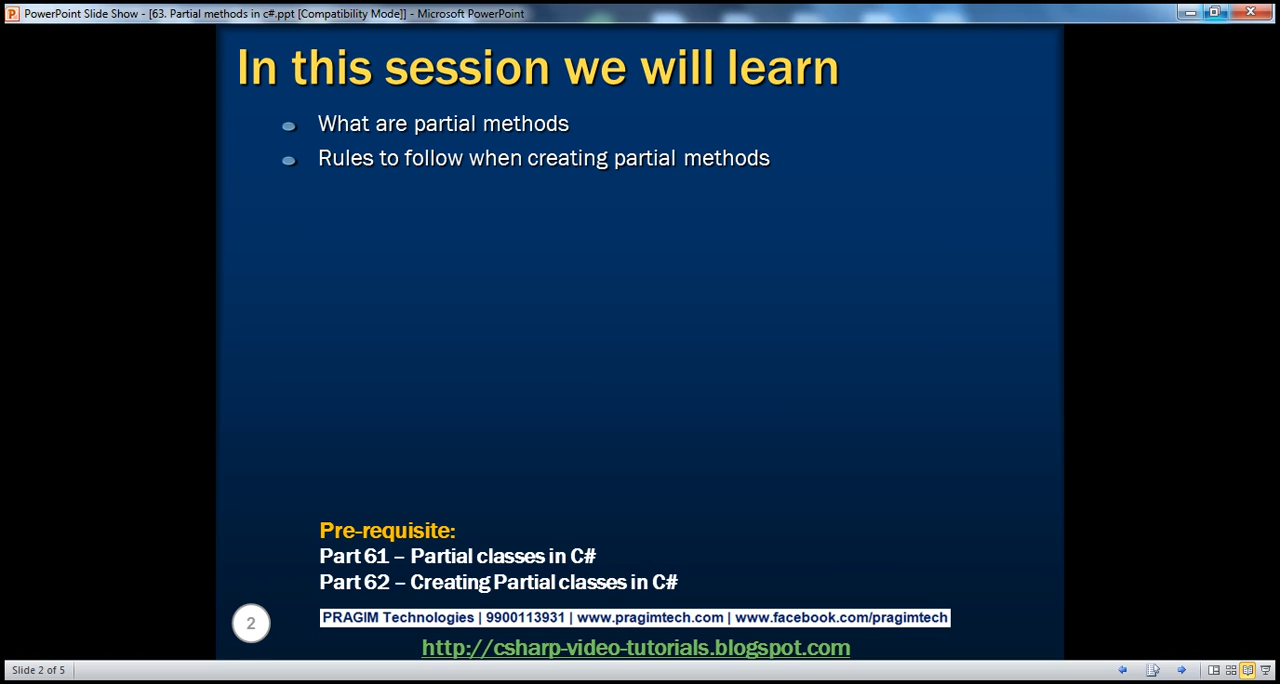 PowerPoint Slide Show - [63. Partial methods in c#.ppt [Compatibility Mode]] - Microsoft PowerPoint
In this session we will learn
What are partial methods
Rules to follow when creating partial methods
Pre-requisite:
Part 61 – Partial classes in C#
Part 62 – Creating Partial classes in C#
2
PRAGIM Technologies | 9900113931 | www.pragimtech.com | www.facebook.com/pragimtech
http://csharp-video-tutorials.blogspot.com
Slide 2 of 5